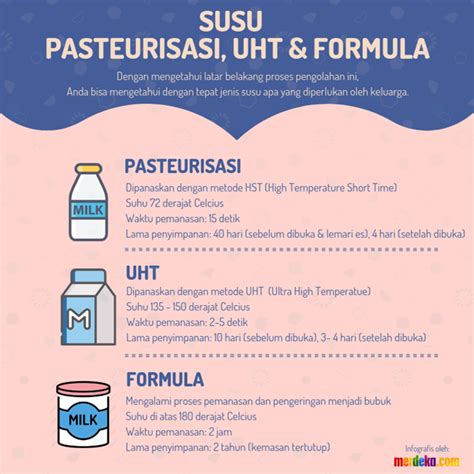 SUSU
PASTEURISASI, UHT & FORMULA
Dengan mengetahui latar belakang proses pengolahan ini,
Anda bisa mengetahui dengan tepat jenis susu apa yang diperlukan oleh keluarga.
PASTEURISASI
Dipanaskan dengan metode HST (High Temperature Short Time)
Suhu 72 derajat Celcius
Waktu pemanasan: 15 detik
Lama penyimpanan: 40 hari (sebelum dibuka & lemari es), 4 hari (setelah dibuka)
MILK
UHT
Dipanaskan dengan metode UHT (Ultra High Temperatue)
Suhu 135 - 150 derajat Celcius
Waktu pemanasan: 2-5 detik
Lama penyimpanan: 10 hari (sebelum dibuka), 3- 4 hari (setelah dibuka)
M
FORMULA
Mengalami proses pemanasan dan pengeringan menjadi bubuk
Suhu di atas 180 derajat Celcius
Waktu pemanasan: 2 jam
Lama penyimpanan: 2 tahun (kemasan tertutup)
MILK
Infografis oleh:
merdeka.com